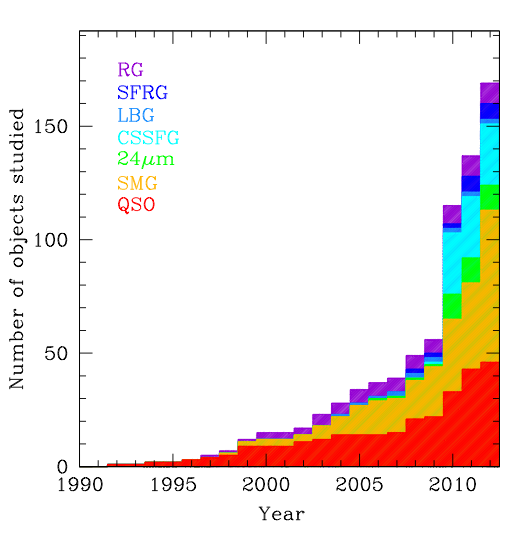 RG
SFRG
LBG
CSSFG
24μm
SMG
QSO
Number of objects studied
150
100
50
0
1990 1995 2000 2005 2010
Year